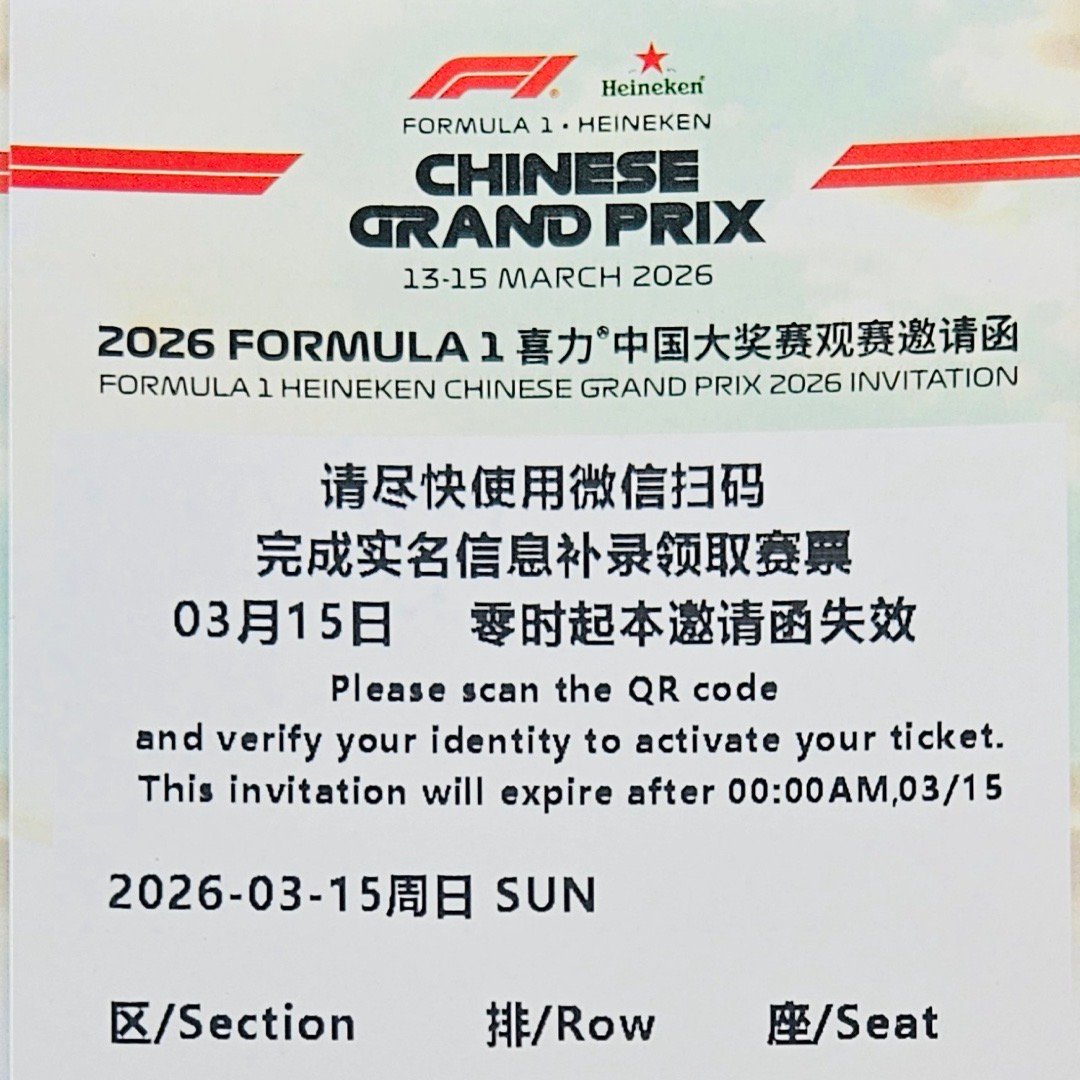 F1
Heineken®
FORMULA 1 • HEINEKEN
CHINESE
GRAND PRIX
13-15 MARCH 2026
2026 FORMULA 1 喜力®中国大奖赛观赛邀请函
FORMULA 1 HEINEKEN CHINESE GRAND PRIX 2026 INVITATION
请尽快使用微信扫码
完成实名信息补录领取赛票
03月15日 零时起本邀请函失效
Please scan the QR code
and verify your identity to activate your ticket.
This invitation will expire after 00:00AM,03/15
2026-03-15周日 SUN
区/Section 排/Row 座/Seat